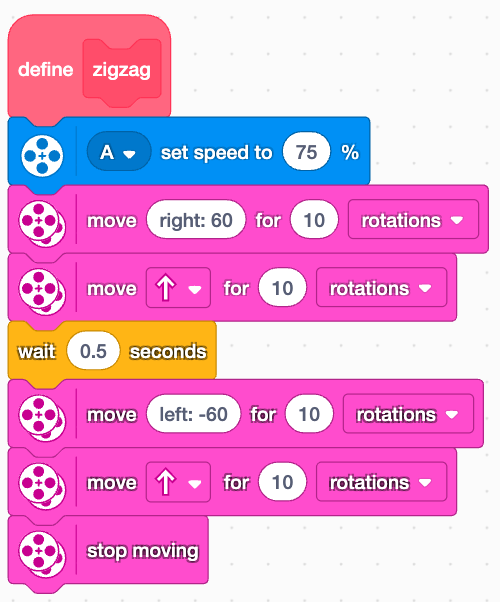 define zigzag
A set speed to 75 %
move right: 60 for 10 rotations
move for 10 rotations
wait 0.5 seconds
move left: -60 for 10 rotations
move for 10 rotations
stop moving